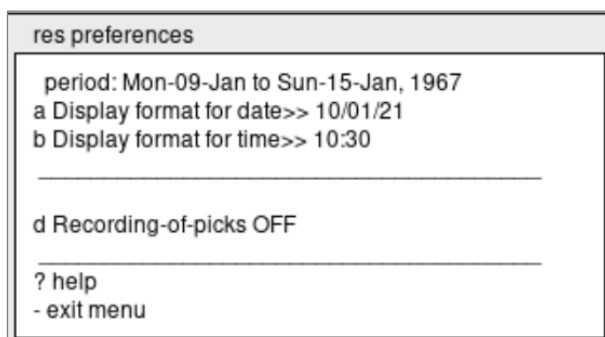 res preferences
period: Mon-09-Jan to Sun-15-Jan, 1967
a Display format for date>> 10/01/21
b Display format for time>> 10:30
d Recording-of-picks OFF
? help
- exit menu